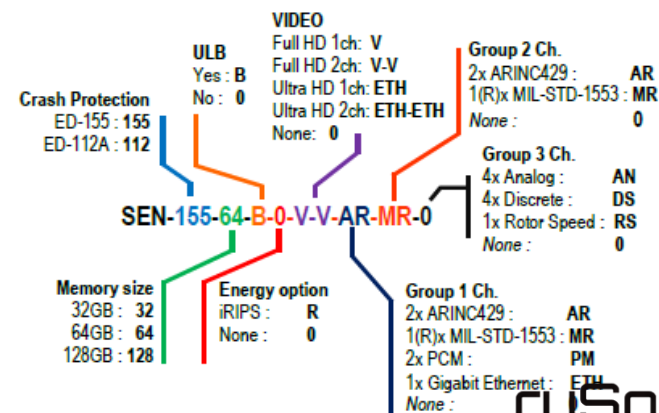 VIDEO
Full HD 1ch: V
Full HD 2ch: V-V
Ultra HD 1ch: ETH
Ultra HD 2ch: ETH-ETH
None: 0
ULB
Yes : B
No : 0
Group 2 Ch.
2x ARINC429 : AR
1(R)x MIL-STD-1553 : MR
None : 0
Crash Protection
ED-155 : 155
ED-112A : 112
Group 3 Ch.
4x Analog : AN
4x Discrete : DS
1x Rotor Speed : RS
None : 0
SEN-155-64-B-0-V-V-AR-MR-0
Memory size
32GB : 32
64GB : 64
128GB : 128
Energy option
iRIPS : R
None : 0
Group 1 Ch.
2x ARINC429 : AR
1(R)x MIL-STD-1553 : MR
2x PCM : PM
1x Gigabit Ethernet : ETH
None :